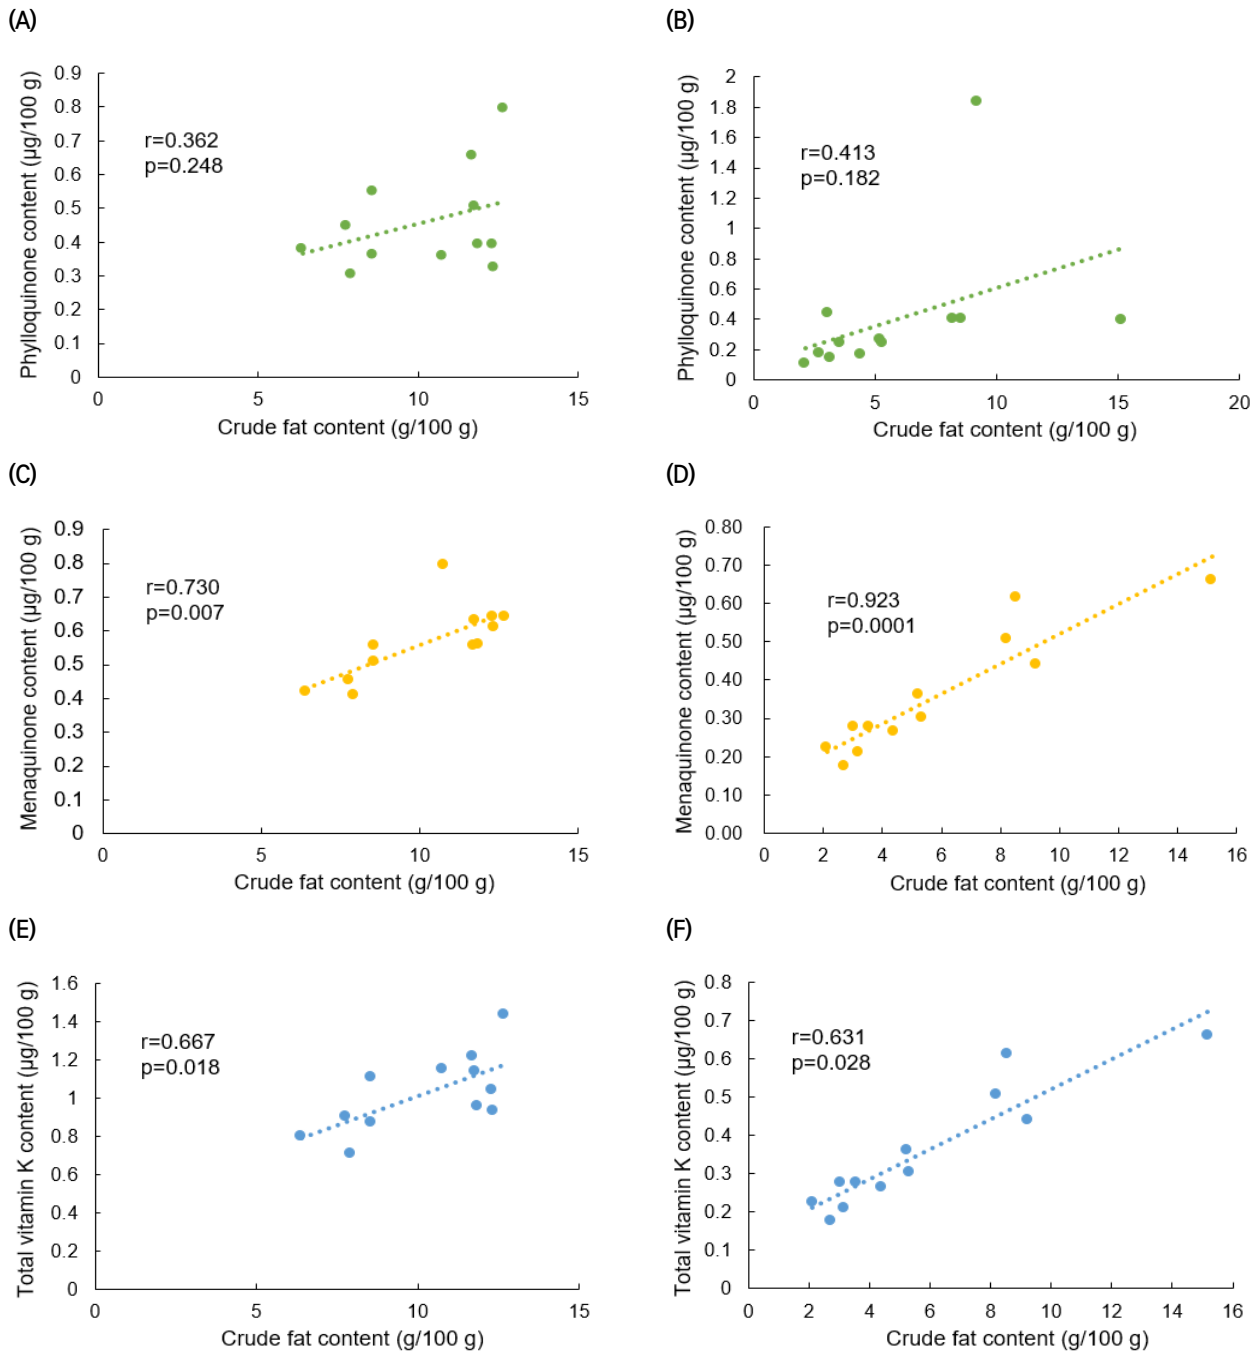 (A)
Phylloquinone content (µg/100 g)
0.9
0.8
0.7
0.6
0.5
0.4
0.3
0.2
0.1
0
r=0.362
p=0.248
0 5 10 15
Crude fat content (g/100 g)
(B)
Phylloquinone content (µg/100 g)
2
1.8
1.6
1.4
1.2
1
0.8
0.6
0.4
0.2
0
r=0.413
p=0.182
0 5 10 15 20
Crude fat content (g/100 g)
(C)
Menaquinone content (µg/100 g)
0.9
0.8
0.7
0.6
0.5
0.4
0.3
0.2
0.1
0
r=0.730
p=0.007
0 5 10 15
Crude fat content (g/100 g)
(D)
Menaquinone content (µg/100 g)
0.80
0.70
0.60
0.50
0.40
0.30
0.20
0.10
0.00
r=0.923
p=0.0001
0 2 4 6 8 10 12 14 16
Crude fat content (g/100 g)
(E)
Total vitamin K content (µg/100 g)
1.6
1.4
1.2
1
0.8
0.6
0.4
0.2
0
r=0.667
p=0.018
0 5 10 15
Crude fat content (g/100 g)
(F)
Total vitamin K content (µg/100 g)
0.8
0.7
0.6
0.5
0.4
0.3
0.2
0.1
0
r=0.631
p=0.028
0 2 4 6 8 10 12 14 16
Crude fat content (g/100 g)